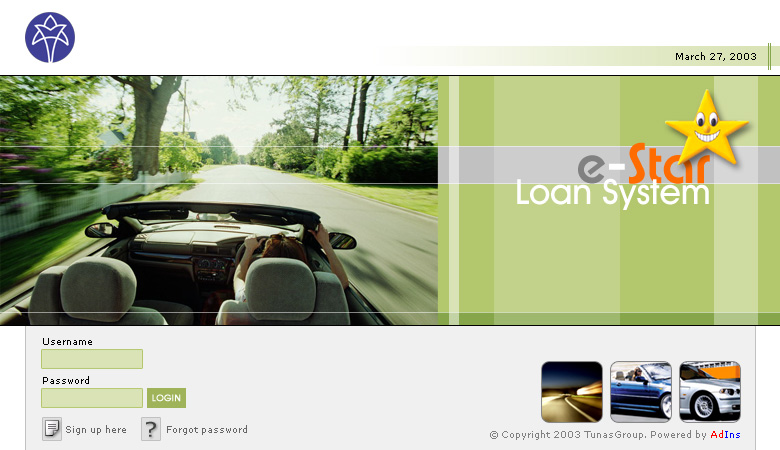 March 27, 2003
e-Star
Loan System
Username
Password
LOGIN
Sign up here
? Forgot password
© Copyright 2003 TunasGroup. Powered by AdIns